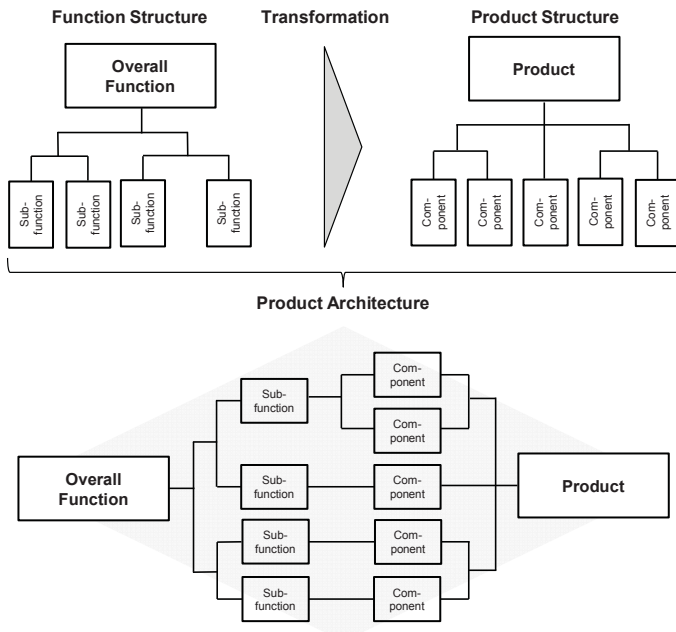 Function Structure
Transformation
Product Structure
Overall
Function
Product
Sub-
function
Sub-
function
Sub-
function
Sub-
function
Com-
ponent
Com-
ponent
Com-
ponent
Com-
ponent
Com-
ponent
Product Architecture
Com-
ponent
Sub-
function
Com-
ponent
Overall
Function
Sub-
function
Com-
ponent
Product
Sub-
function
Com-
ponent
Sub-
function
Com-
ponent